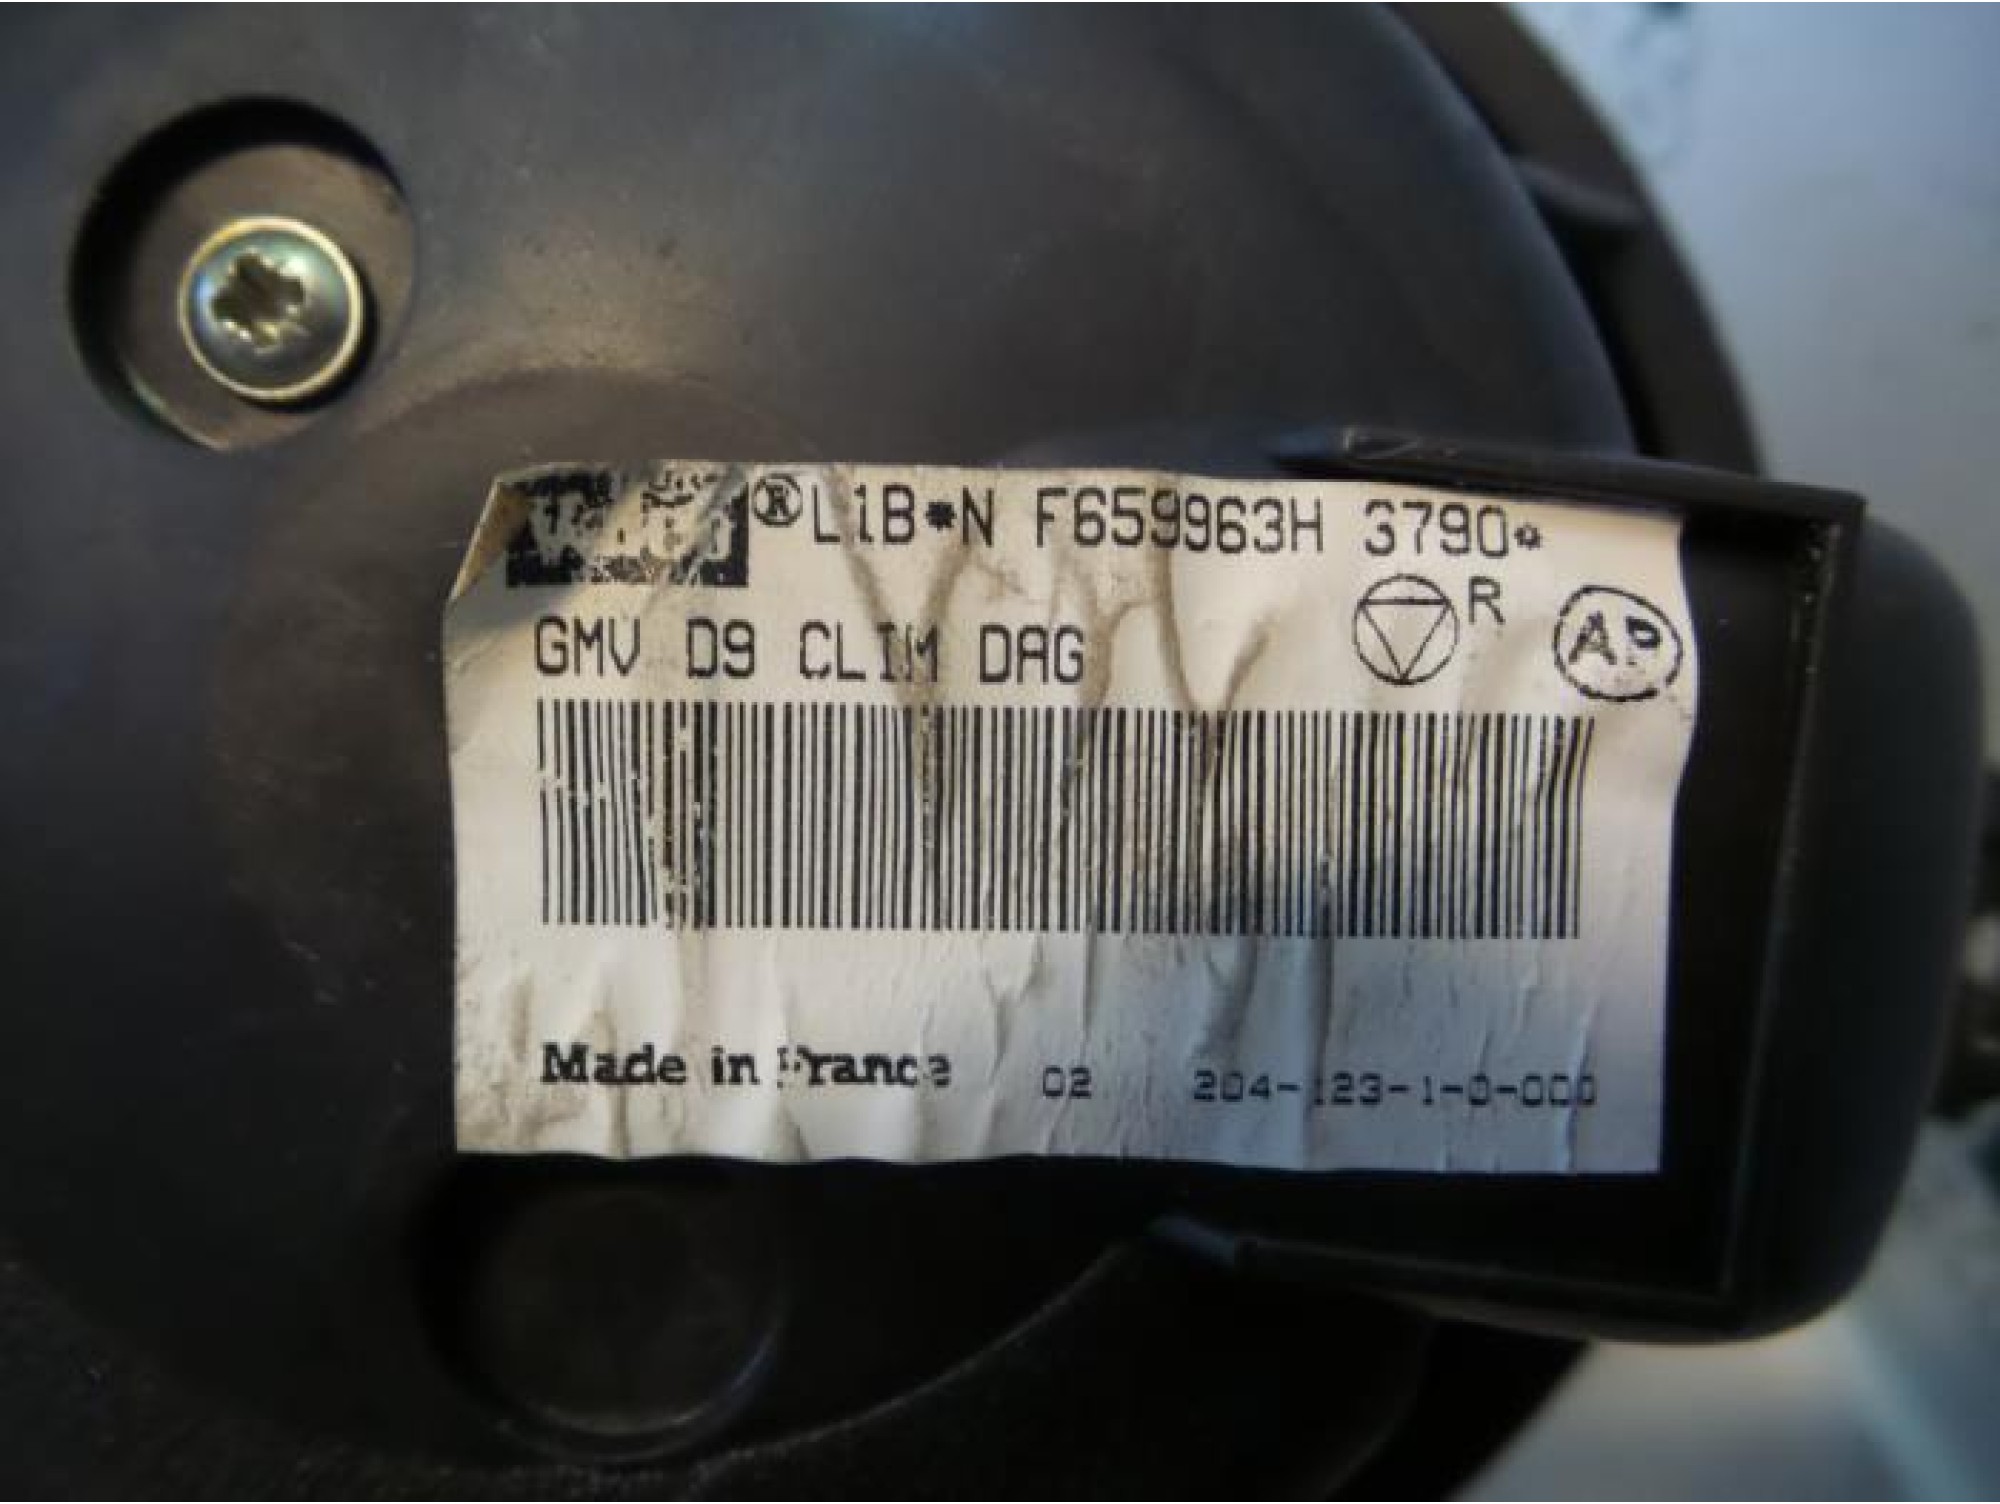 ®L1B*N F659963H 3790*
R AP
GMV D9 CLIM DAG
Made in France 02 204-123-1-0-000